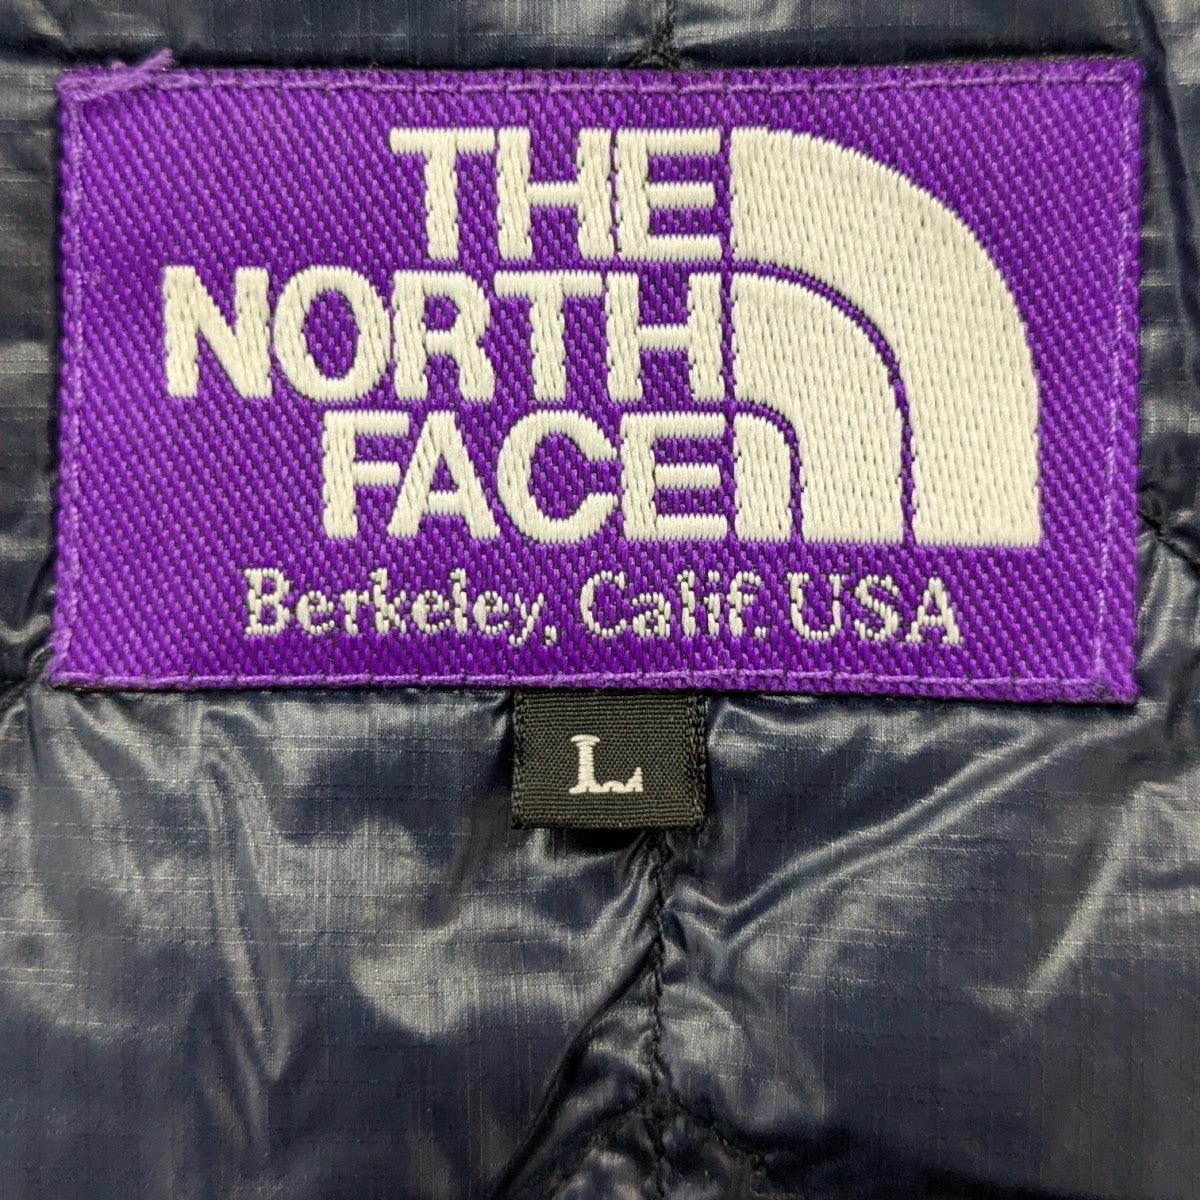 THE
NORTH
FACE
Berkeley, Calif. USA
L